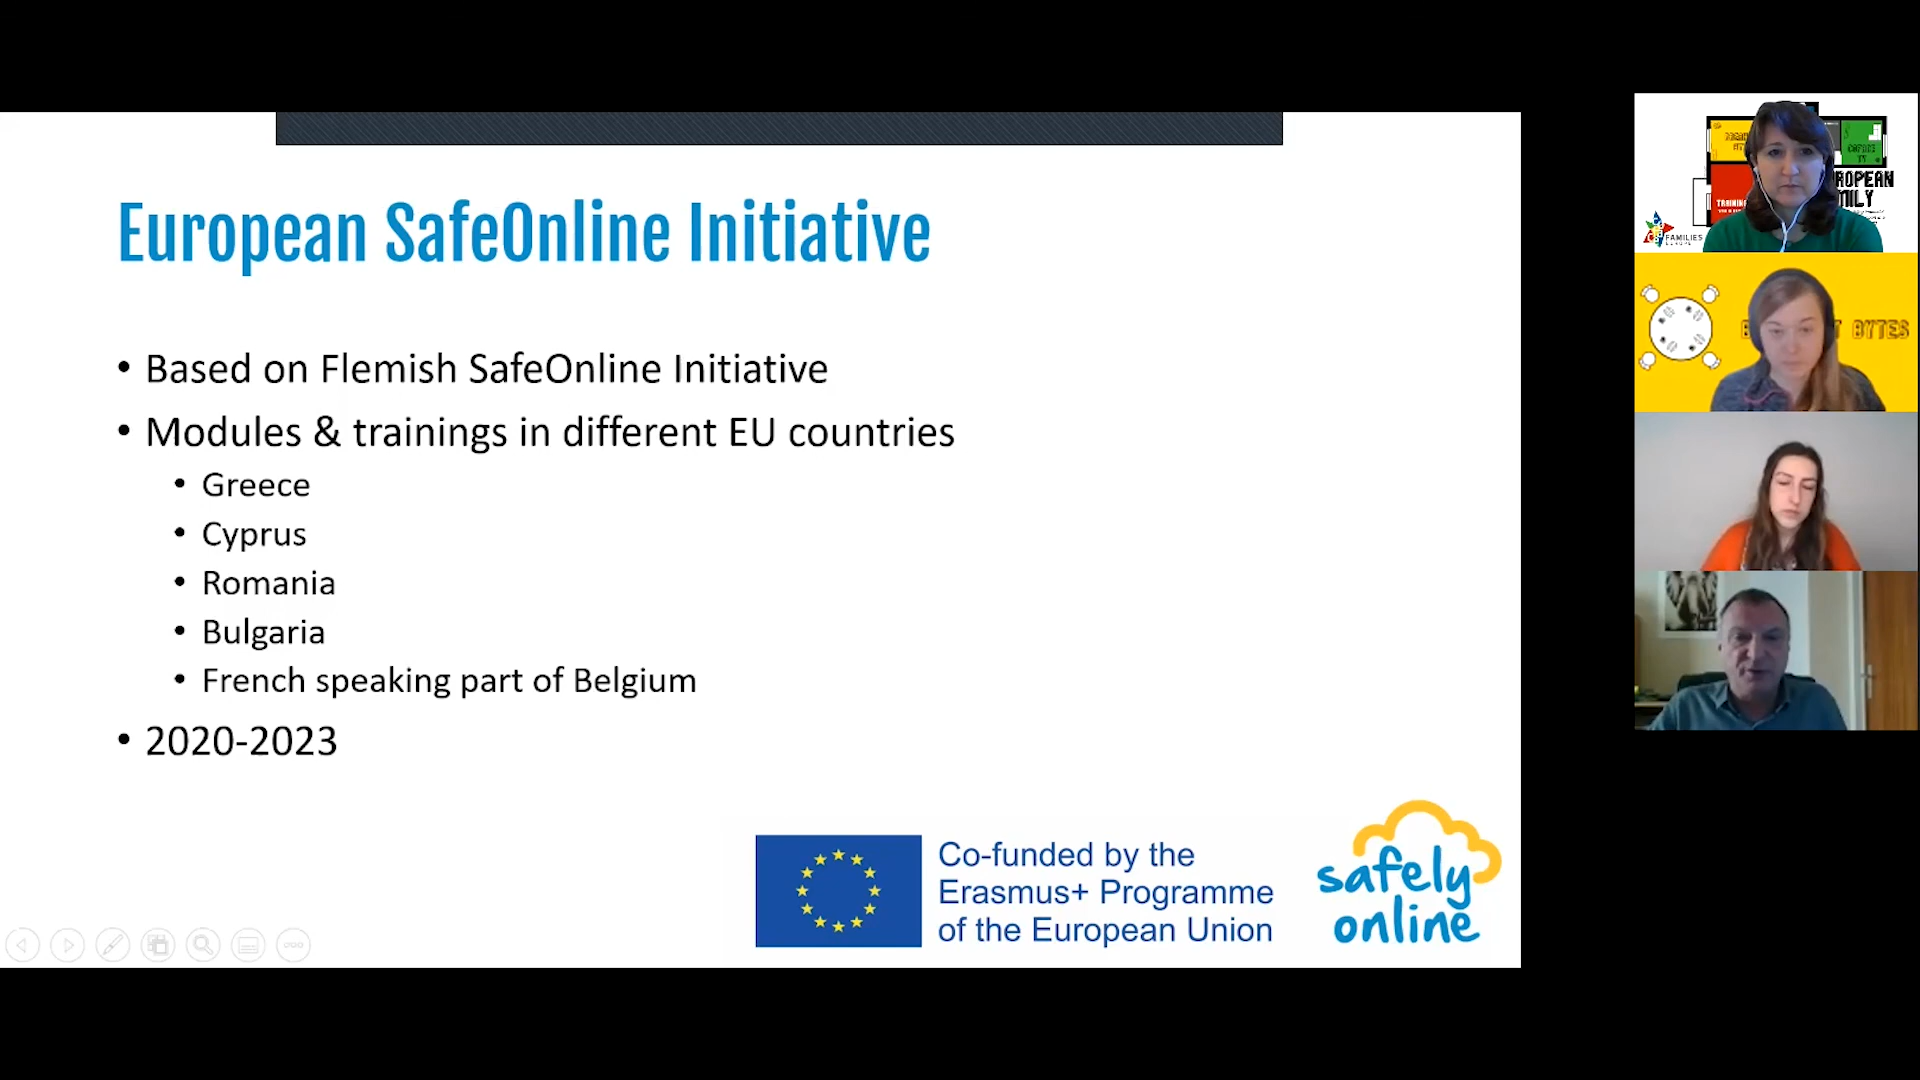 European SafeOnline Initiative
• Based on Flemish SafeOnline Initiative
• Modules & trainings in different EU countries
• Greece
• Cyprus
• Romania
• Bulgaria
• French speaking part of Belgium
• 2020-2023
Co-funded by the
Erasmus+ Programme
of the European Union
safely
online
FAMILIES
BYTES